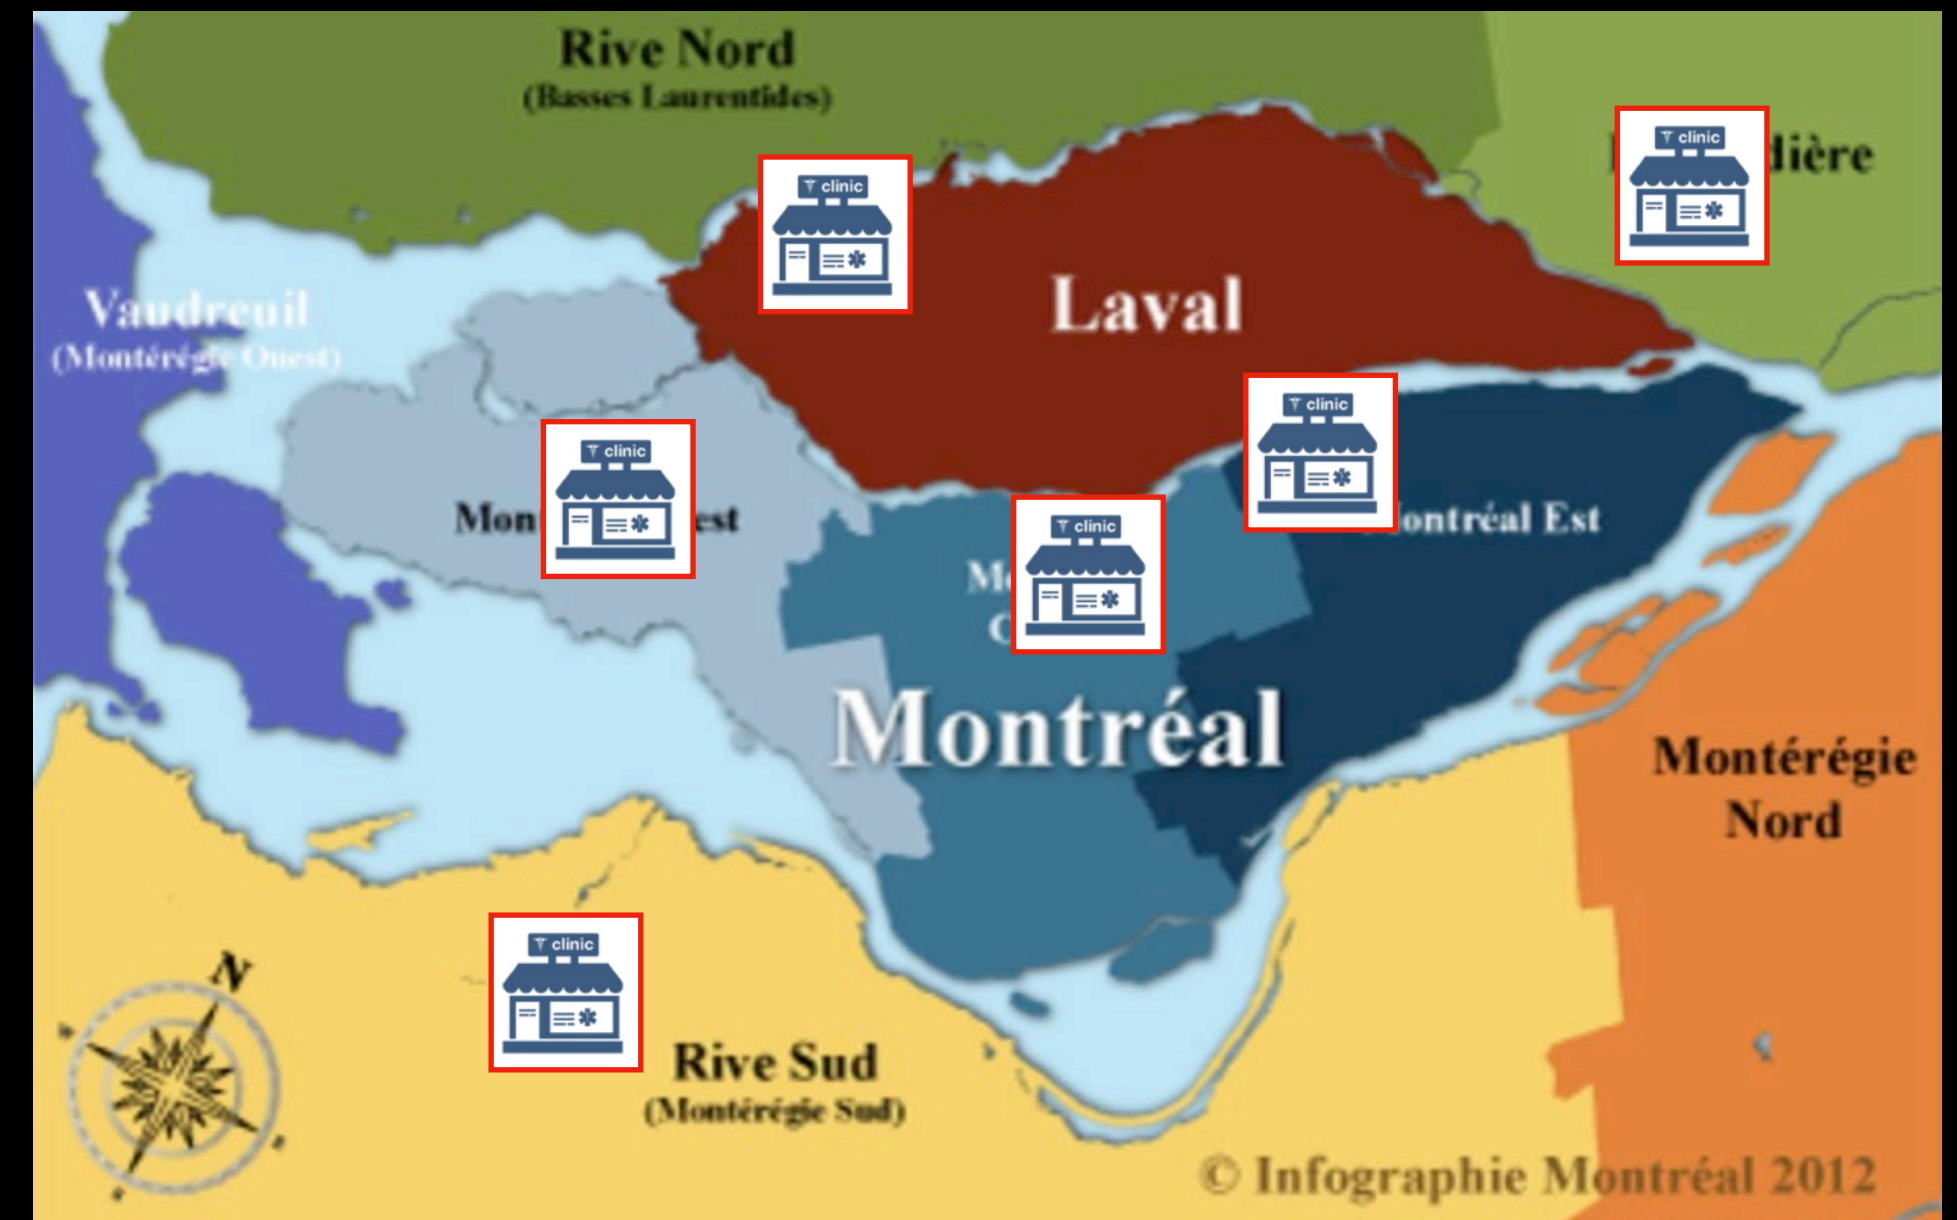 Rive Nord
(Basses Laurentides)
clinic
dière
clinic
Laval
Vaudreuil
(Montérégie Ouest)
clinic
clinic
Mon
est
ontréal Est
clinic
Montréal
Montérégie
Nord
N
clinic
Rive Sud
(Montérégie Sud)
© Infographie Montréal 2012